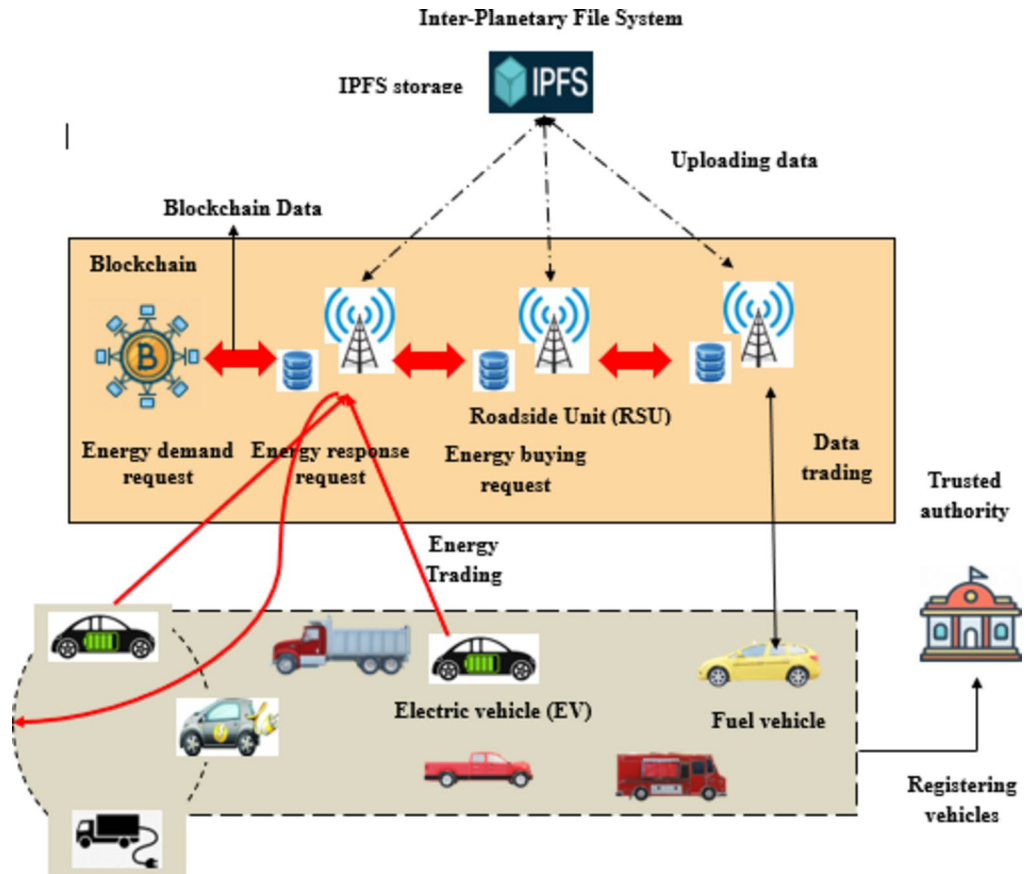 Inter-Planetary File System
IPFS storage
IPFS
Uploading data
Blockchain Data
Blockchain
B
Roadside Unit (RSU)
Energy demand
request
Energy response
request
Energy buying
request
Data
trading
Trusted
authority
Energy
Trading
Electric vehicle (EV)
Fuel vehicle
Registering
vehicles